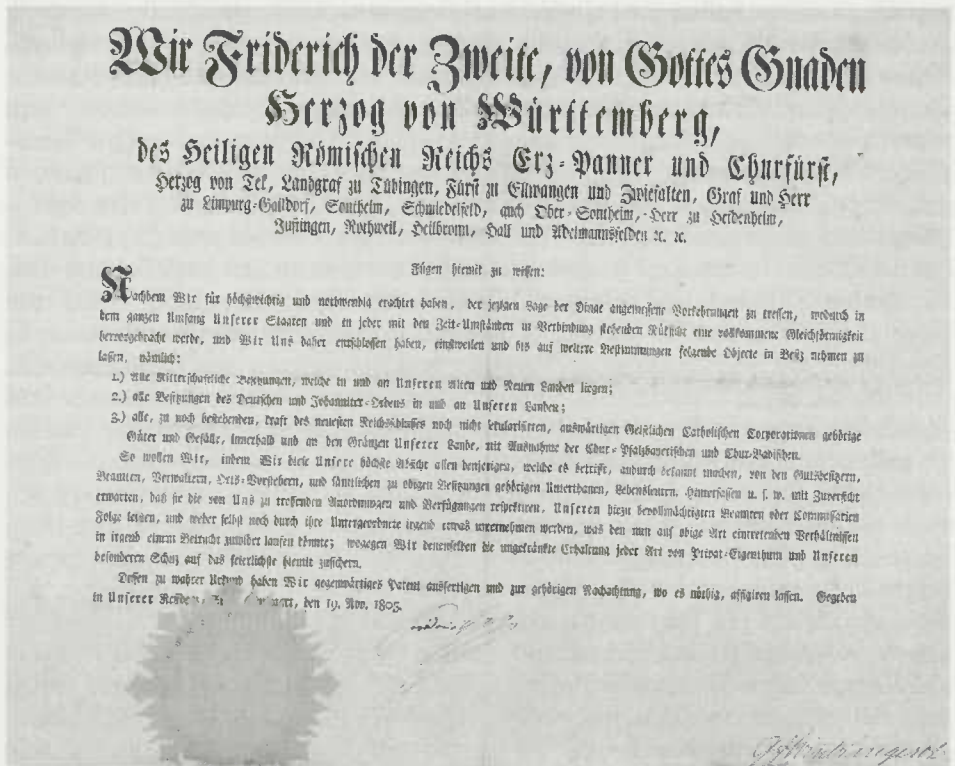 Wir Friderich der Zweite, von Gottes Gnaden
Herzog von Württemberg,
des Heiligen Römischen Reichs Erz-Panner und Churfürst,
Herzog von Tek, Landgraf zu Tübingen, Fürst zu Ellwangen und Zwiefalten, Graf und Herr
zu Limpurg-Gaildorf, Sontheim, Schmiedelfeld, auch Ober-Sontheim, Herr zu Heidenheim,
Justingen, Rothweil, Heilbronn, Hall und Adelmannsfelden ꝛc. ꝛc.
Fügen hiemit zu wissen:
Nachdem Wir für höchstwichtig und nothwendig erachtet haben, der jezigen Lage der Dinge angemessene Vorkehrungen zu treffen, wodurch in
dem ganzen Umfang Unserer Staaten und in jeder mit den Zeit-Umständen in Verbindung stehenden Rüksicht eine vollkommene Gleichförmigkeit
hervorgebracht werde, und Wir Uns daher entschlossen haben, einstweilen und bis auf weitere Bestimmungen folgende Objecte in Besiz nehmen zu
lassen, nämlich:
1.) Alle Ritterschaftliche Besizungen, welche in und an Unseren Alten und Neuen Landen liegen;
2.) alle Besizungen des Deutschen und Johanniter-Ordens in und an Unseren Landen;
3.) alle, zu noch bestehenden, kraft des neuesten Reichsschlusses noch nicht sekularisirten, auswärtigen Geistlichen Catholischen Corporationen gehörige
Güter und Gefälle, innerhalb und an den Gränzen Unserer Lande, mit Ausnahme der Chur-Pfalzbayerischen und Chur-Badischen.
So wollen Wir, indem Wir diese Unsere höchste Absicht allen denjenigen, welche es betrift, andurch bekannt machen, von den Gutsbesizern,
Beamten, Verwaltern, Orts-Vorstehern, und sämtlichen zu obigen Besizungen gehörigen Unterthanen, Lehensleuten, Hintersassen u. s. w. mit Zuversicht
erwarten, daß sie die von Uns zu treffenden Anordnungen und Verfügungen respektiren, Unseren hiezu bevollmächtigten Beamten oder Commissarien
Folge leisten, und weder selbst noch durch ihre Untergeordnete irgend etwas unternehmen werden, was den nun auf obige Art eintretenden Verhältnissen
in irgend einem Betracht zuwider laufen könnte; wogegen Wir denenselben die ungekränkte Erhaltung jeder Art von Privat-Eigenthum und Unseren
besonderen Schuz auf das feierlichste hiemit zusichern.
Dessen zu wahrer Urkund haben Wir gegenwärtiges Patent ausfertigen und zur gehörigen Nachachtung, wo es nöthig, affigiren lassen. Gegeben
in Unserer den 19. Nov. 1805.